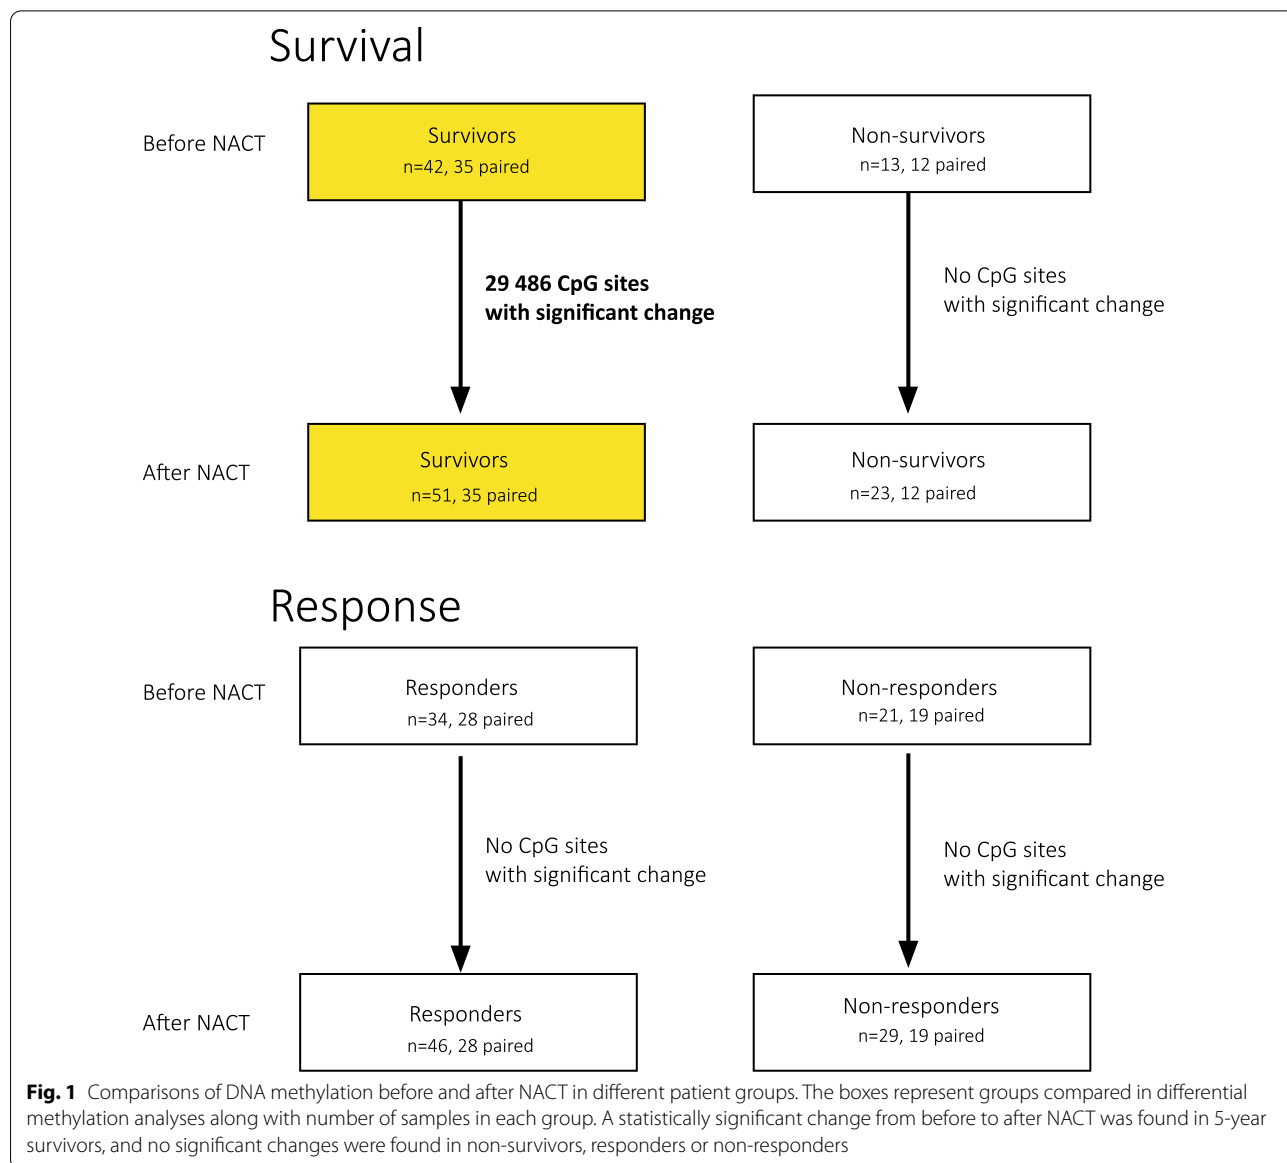 Survival
Before NACT
Survivors
n=42, 35 paired
Non-survivors
n=13, 12 paired
29 486 CpG sites
with significant change
No CpG sites
with significant change
After NACT
Survivors
n=51, 35 paired
Non-survivors
n=23, 12 paired
Response
Before NACT
Responders
n=34, 28 paired
Non-responders
n=21, 19 paired
No CpG sites
with significant change
No CpG sites
with significant change
After NACT
Responders
n=46, 28 paired
Non-responders
n=29, 19 paired
Fig. 1 Comparisons of DNA methylation before and after NACT in different patient groups. The boxes represent groups compared in differential
methylation analyses along with number of samples in each group. A statistically significant change from before to after NACT was found in 5-year
survivors, and no significant changes were found in non-survivors, responders or non-responders